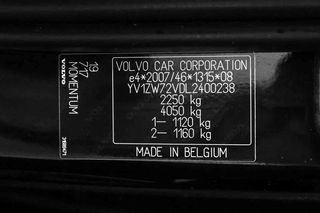 VOLVO CAR CORPORATION
e4*2007/46*1315*08
YV1ZW72VDL2400238
2250 kg
4050 kg
1— 1120 kg
2— 1160 kg
MADE IN BELGIUM
19
717
MOMENTUM
VOLVO